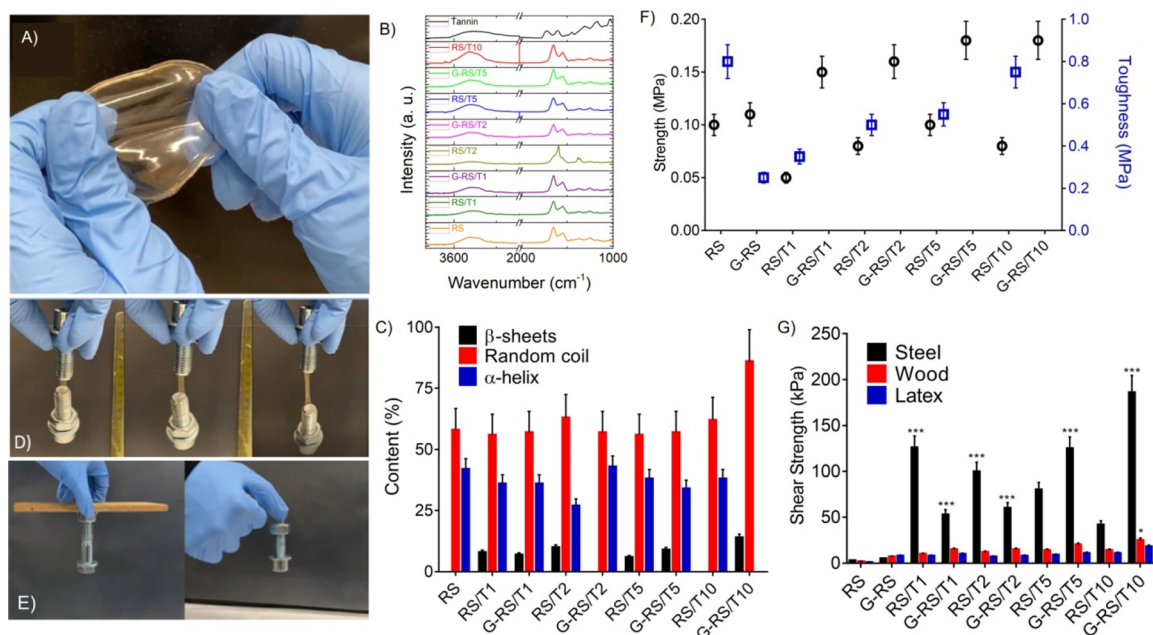 A)
B)
Tannin
RS/T10
G-RS/T5
RS/T5
G-RS/T2
RS/T2
G-RS/T1
RS/T1
RS
Intensity (a. u.)
3600 2000 1000
Wavenumber (cm⁻¹)
F)
0.20
0.15
0.10
0.05
0.00
Strength (MPa)
1.0
0.8
0.6
0.4
0.2
0.0
Toughness (MPa)
RS
G-RS
RS/T1
G-RS/T1
RS/T2
G-RS/T2
RS/T5
G-RS/T5
RS/T10
G-RS/T10
D)
E)
C)
β-sheets
Random coil
α-helix
100
75
50
25
0
Content (%)
RS
RS/T1
G-RS/T1
RS/T2
G-RS/T2
RS/T5
G-RS/T5
RS/T10
G-RS/T10
G)
Steel
Wood
Latex
250
200
150
100
50
0
Shear Strength (kPa)
***
***
***
***
***
***
*
RS
G-RS
RS/T1
G-RS/T1
RS/T2
G-RS/T2
RS/T5
G-RS/T5
RS/T10
G-RS/T10